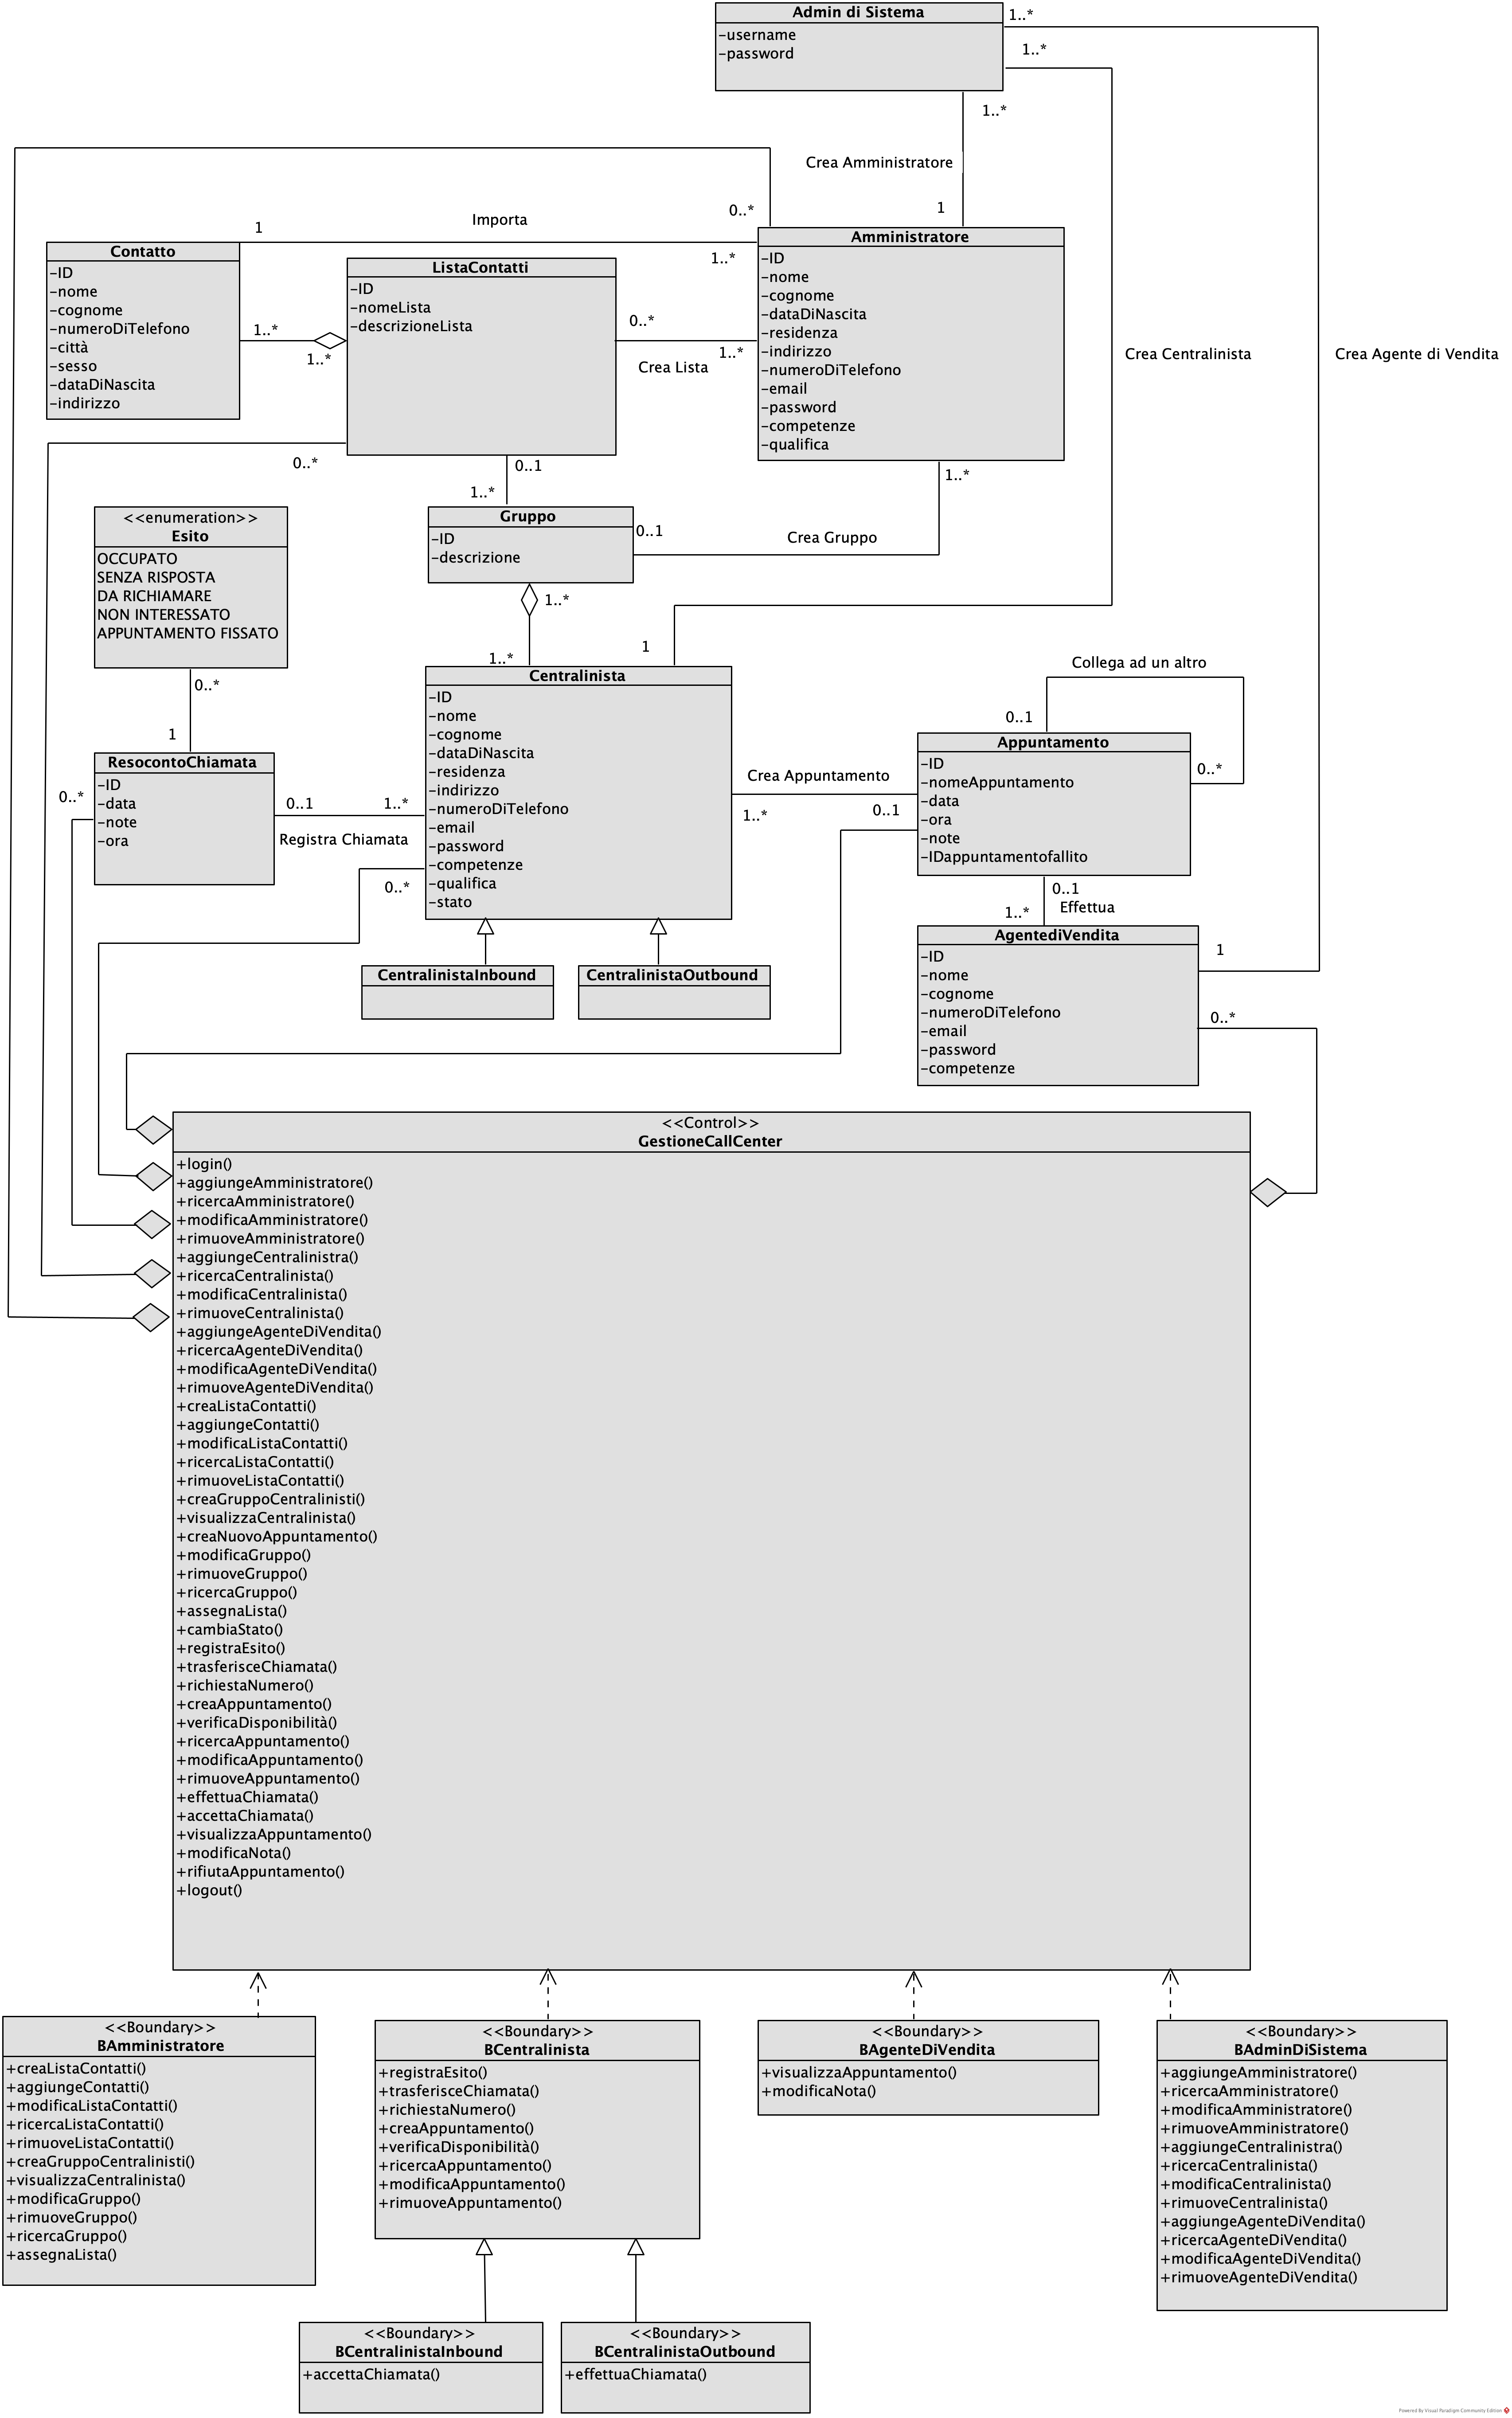 Admin di Sistema
-username
-password
1..*
1..*
1..*
Crea Amministratore
1
0..*
1
Importa
1..*
Contatto
-ID
-nome
-cognome
-numeroDiTelefono
-città
-sesso
-dataDiNascita
-indirizzo
ListaContatti
-ID
-nomeLista
-descrizioneLista
Amministratore
-ID
-nome
-cognome
-dataDiNascita
-residenza
-indirizzo
-numeroDiTelefono
-email
-password
-competenze
-qualifica
1..*
1..*
0..*
1..*
Crea Lista
Crea Centralinista
Crea Agente di Vendita
0..*
0..1
1..*
1..*
<<enumeration>>
Esito
OCCUPATO
SENZA RISPOSTA
DA RICHIAMARE
NON INTERESSATO
APPUNTAMENTO FISSATO
Gruppo
-ID
-descrizione
0..1
Crea Gruppo
1..*
1..*
1
0..*
1
Collega ad un altro
0..1
0..*
ResocontoChiamata
-ID
-data
-note
-ora
0..*
0..1
1..*
Registra Chiamata
Centralinista
-ID
-nome
-cognome
-dataDiNascita
-residenza
-indirizzo
-numeroDiTelefono
-email
-password
-competenze
-qualifica
-stato
0..*
Crea Appuntamento
1..*
0..1
Appuntamento
-ID
-nomeAppuntamento
-data
-ora
-note
-IDappuntamentofallito
0..1
Effettua
1..*
AgentediVendita
-ID
-nome
-cognome
-numeroDiTelefono
-email
-password
-competenze
1
0..*
CentralinistaInbound
CentralinistaOutbound
<<Control>>
GestioneCallCenter
+login()
+aggiungeAmministratore()
+ricercaAmministratore()
+modificaAmministratore()
+rimuoveAmministratore()
+aggiungeCentralinistra()
+ricercaCentralinista()
+modificaCentralinista()
+rimuoveCentralinista()
+aggiungeAgenteDiVendita()
+ricercaAgenteDiVendita()
+modificaAgenteDiVendita()
+rimuoveAgenteDiVendita()
+creaListaContatti()
+aggiungeContatti()
+modificaListaContatti()
+ricercaListaContatti()
+rimuoveListaContatti()
+creaGruppoCentralinisti()
+visualizzaCentralinista()
+creaNuovoAppuntamento()
+modificaGruppo()
+rimuoveGruppo()
+ricercaGruppo()
+assegnaLista()
+cambiaStato()
+registraEsito()
+trasferisceChiamata()
+richiestaNumero()
+creaAppuntamento()
+verificaDisponibilità()
+ricercaAppuntamento()
+modificaAppuntamento()
+rimuoveAppuntamento()
+effettuaChiamata()
+accettaChiamata()
+visualizzaAppuntamento()
+modificaNota()
+rifiutaAppuntamento()
+logout()
<<Boundary>>
BAmministratore
+creaListaContatti()
+aggiungeContatti()
+modificaListaContatti()
+ricercaListaContatti()
+rimuoveListaContatti()
+creaGruppoCentralinisti()
+visualizzaCentralinista()
+modificaGruppo()
+rimuoveGruppo()
+ricercaGruppo()
+assegnaLista()
<<Boundary>>
BCentralinista
+registraEsito()
+trasferisceChiamata()
+richiestaNumero()
+creaAppuntamento()
+verificaDisponibilità()
+ricercaAppuntamento()
+modificaAppuntamento()
+rimuoveAppuntamento()
<<Boundary>>
BAgenteDiVendita
+visualizzaAppuntamento()
+modificaNota()
<<Boundary>>
BAdminDiSistema
+aggiungeAmministratore()
+ricercaAmministratore()
+modificaAmministratore()
+rimuoveAmministratore()
+aggiungeCentralinistra()
+ricercaCentralinista()
+modificaCentralinista()
+rimuoveCentralinista()
+aggiungeAgenteDiVendita()
+ricercaAgenteDiVendita()
+modificaAgenteDiVendita()
+rimuoveAgenteDiVendita()
<<Boundary>>
BCentralinistaInbound
+accettaChiamata()
<<Boundary>>
BCentralinistaOutbound
+effettuaChiamata()
Powered By Visual Paradigm Community Edition